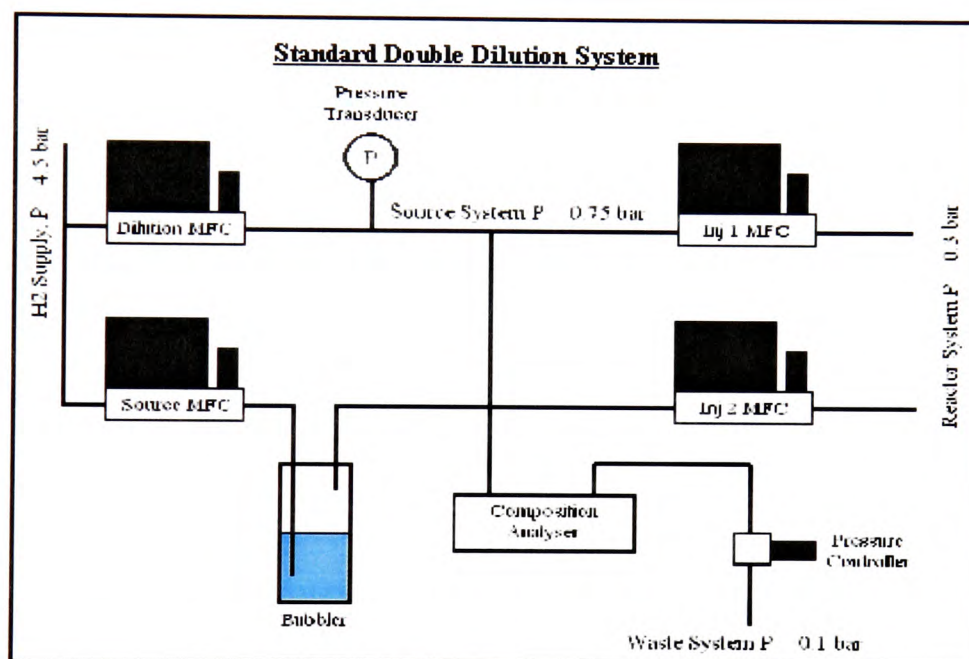 Standard Double Dilution System
Pressure
Transducer
P
H2 Supply, P 4.5 bar
Dilution MFC
Source System P 0.75 bar
Inj 1 MFC
Reactor System P 0.3 bar
Source MFC
Inj 2 MFC
Composition
Analyser
Pressure
Controller
Bubbler
Waste System P 0.1 bar